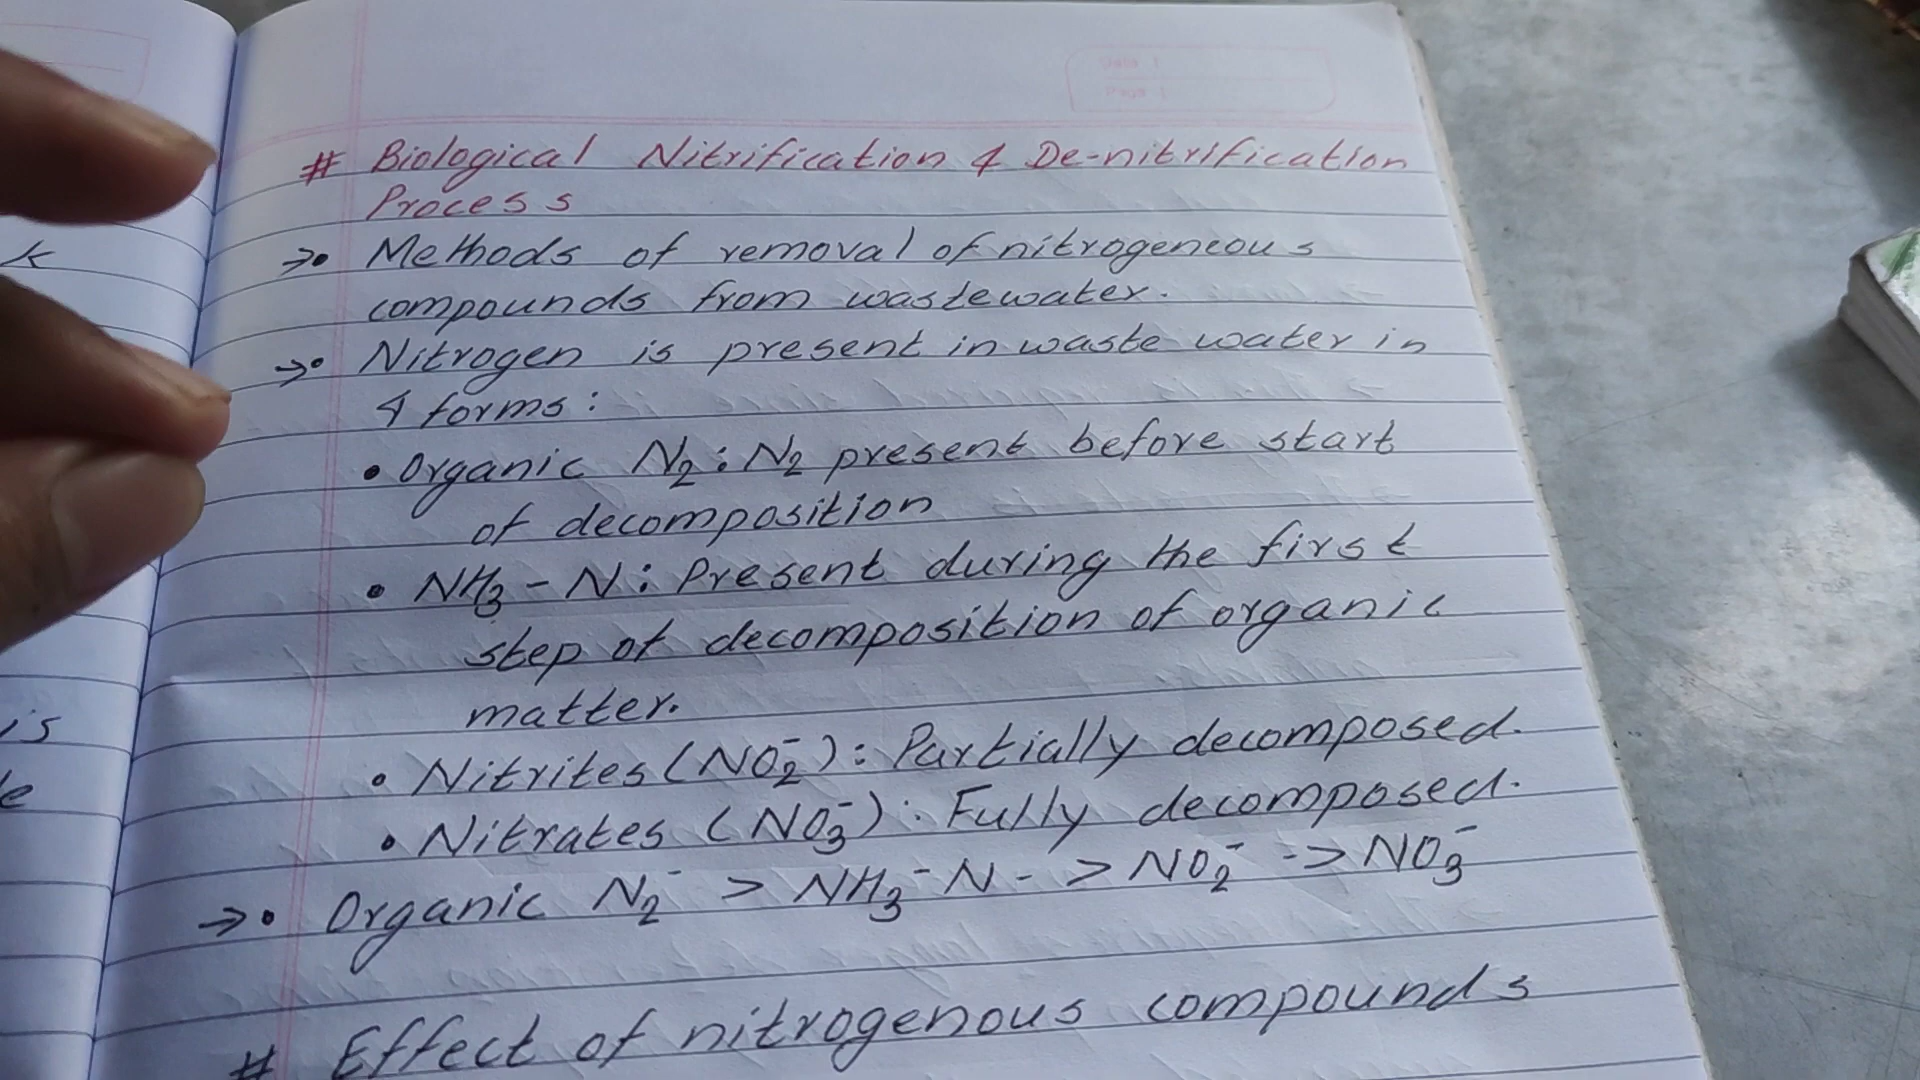 # Biological Nitrification & De-nitrification
Process
→• Methods of removal of nitrogeneous
compounds from wastewater.
→• Nitrogen is present in waste water in
4 forms:
• Organic N₂ : N₂ present before start
of decomposition
• NH₃ - N : Present during the first
step of decomposition of organic
matter.
• Nitrites (NO₂⁻) : Partially decomposed.
• Nitrates (NO₃⁻) : Fully decomposed.
→• Organic N₂ -> NH₃-N -> NO₂⁻ -> NO₃⁻
# Effect of nitrogenous compounds
k
is
le